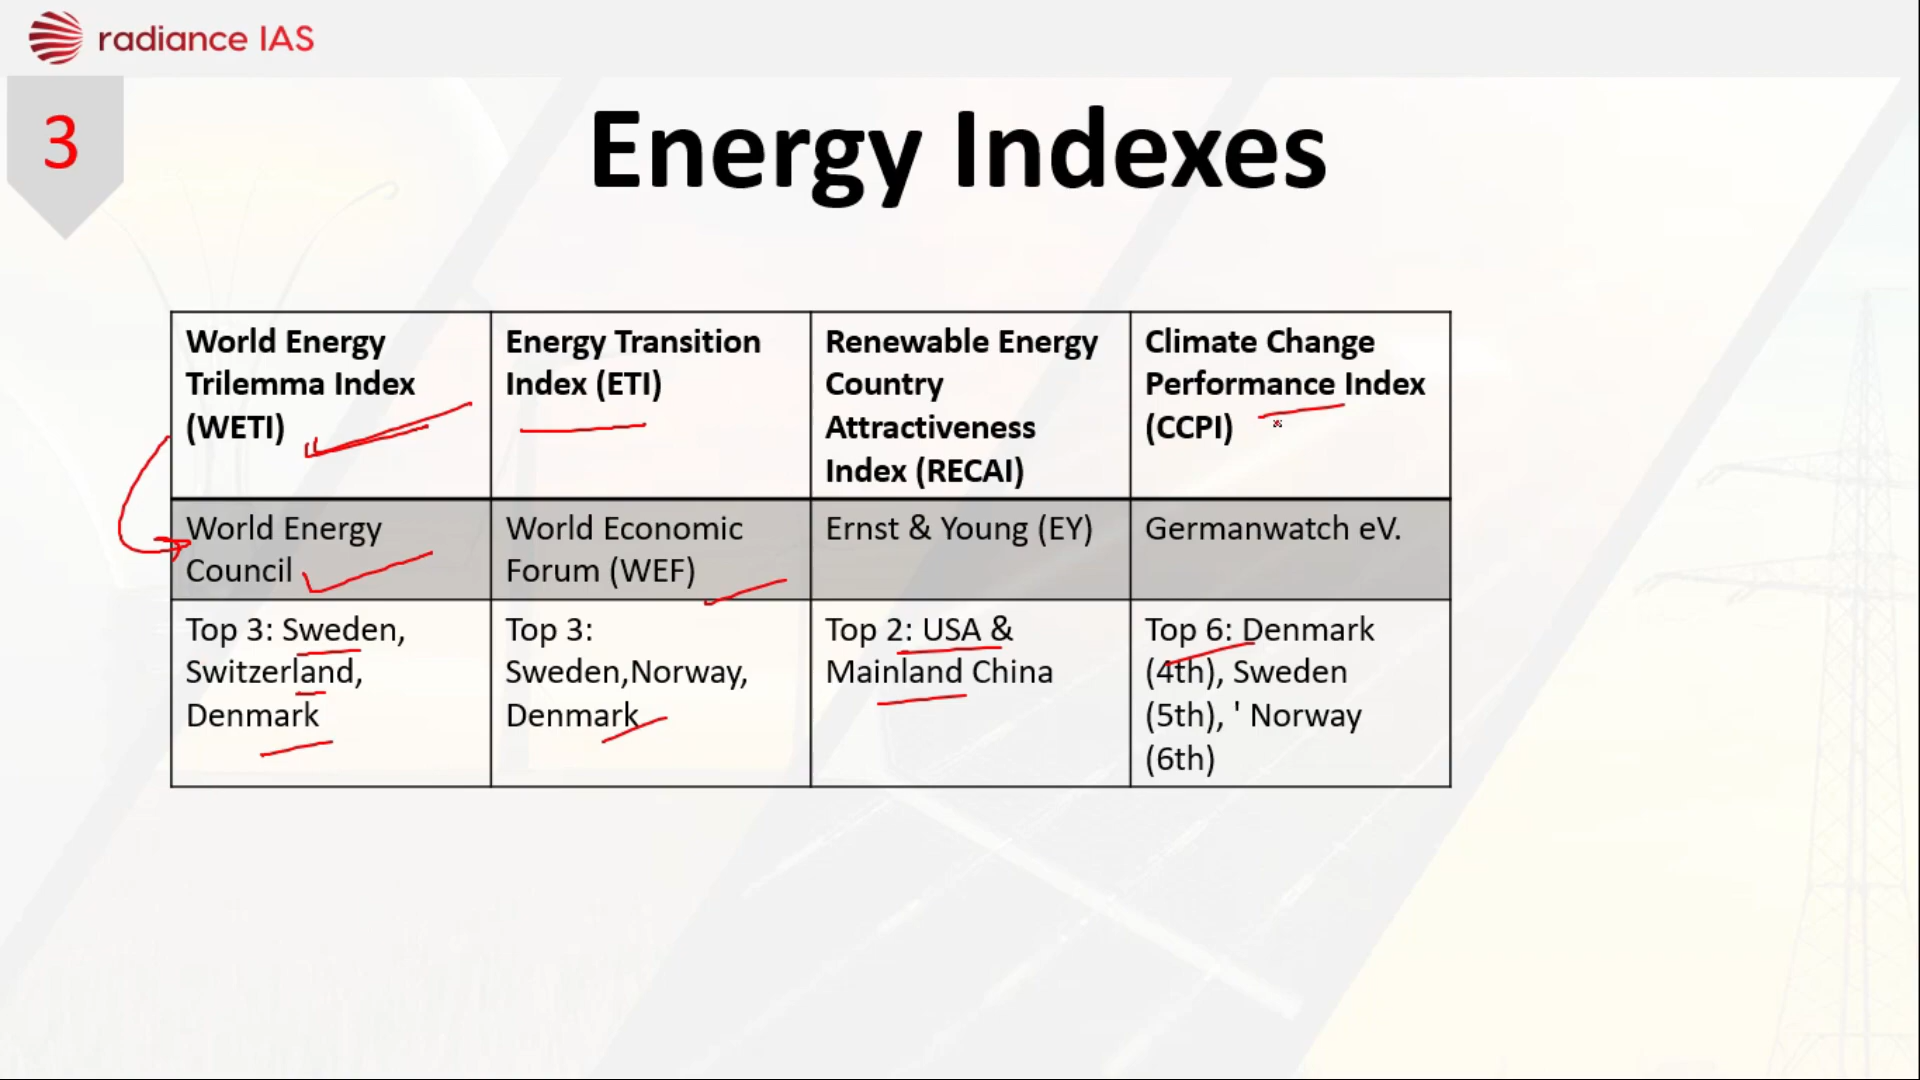 radiance IAS
3
Energy Indexes
World Energy
Trilemma Index
(WETI)
Energy Transition
Index (ETI)
Renewable Energy
Country
Attractiveness
Index (RECAI)
Climate Change
Performance Index
(CCPI)
World Energy
Council
World Economic
Forum (WEF)
Ernst & Young (EY)
Germanwatch eV.
Top 3: Sweden,
Switzerland,
Denmark
Top 3:
Sweden,Norway,
Denmark
Top 2: USA &
Mainland China
Top 6: Denmark
(4th), Sweden
(5th), ' Norway
(6th)